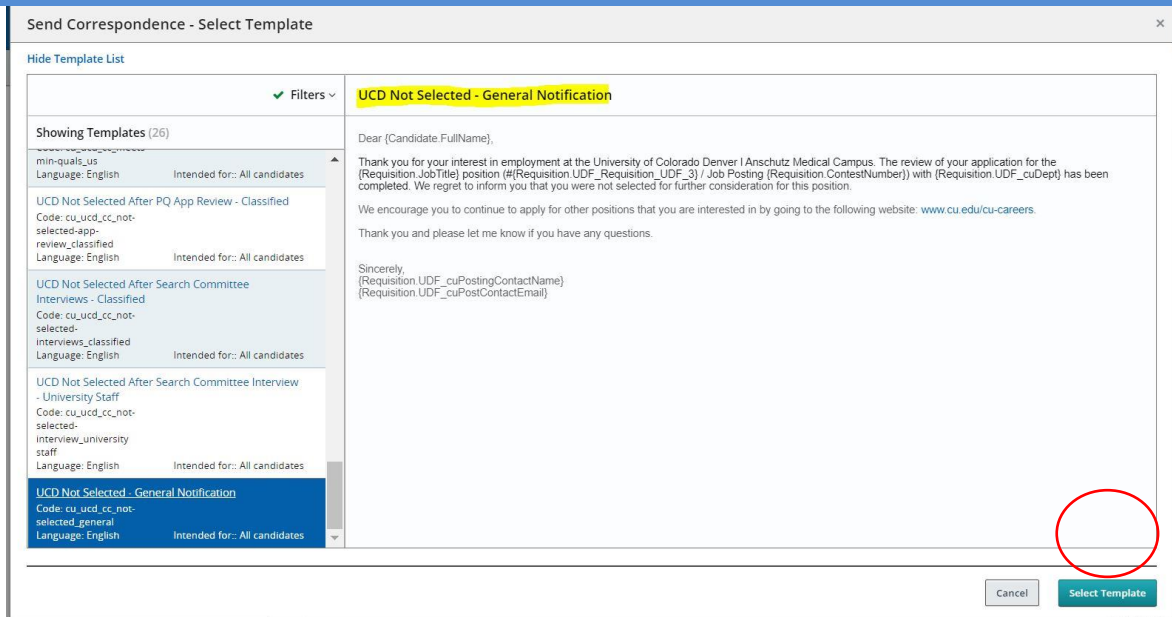 Send Correspondence - Select Template
×
Hide Template List
Filters
Showing Templates (26)
min-quals_us
Language: English Intended for:: All candidates
UCD Not Selected After PQ App Review - Classified
Code: cu_ucd_cc_not-
selected-app-
review_classified
Language: English Intended for:: All candidates
UCD Not Selected After Search Committee
Interviews - Classified
Code: cu_ucd_cc_not-
selected-
interviews_classified
Language: English Intended for:: All candidates
UCD Not Selected After Search Committee Interview
- University Staff
Code: cu_ucd_cc_not-
selected-
interview_university
staff
Language: English Intended for:: All candidates
UCD Not Selected - General Notification
Code: cu_ucd_cc_not-
selected_general
Language: English Intended for:: All candidates
UCD Not Selected - General Notification
Dear {Candidate.FullName},
Thank you for your interest in employment at the University of Colorado Denver l Anschutz Medical Campus. The review of your application for the
{Requisition.JobTitle} position (#{Requisition.UDF_Requisition_UDF_3} / Job Posting {Requisition.ContestNumber}) with {Requisition.UDF_cuDept} has been
completed. We regret to inform you that you were not selected for further consideration for this position.
We encourage you to continue to apply for other positions that you are interested in by going to the following website: www.cu.edu/cu-careers.
Thank you and please let me know if you have any questions.
Sincerely,
{Requisition.UDF_cuPostingContactName}
{Requisition.UDF_cuPostContactEmail}
Cancel
Select Template